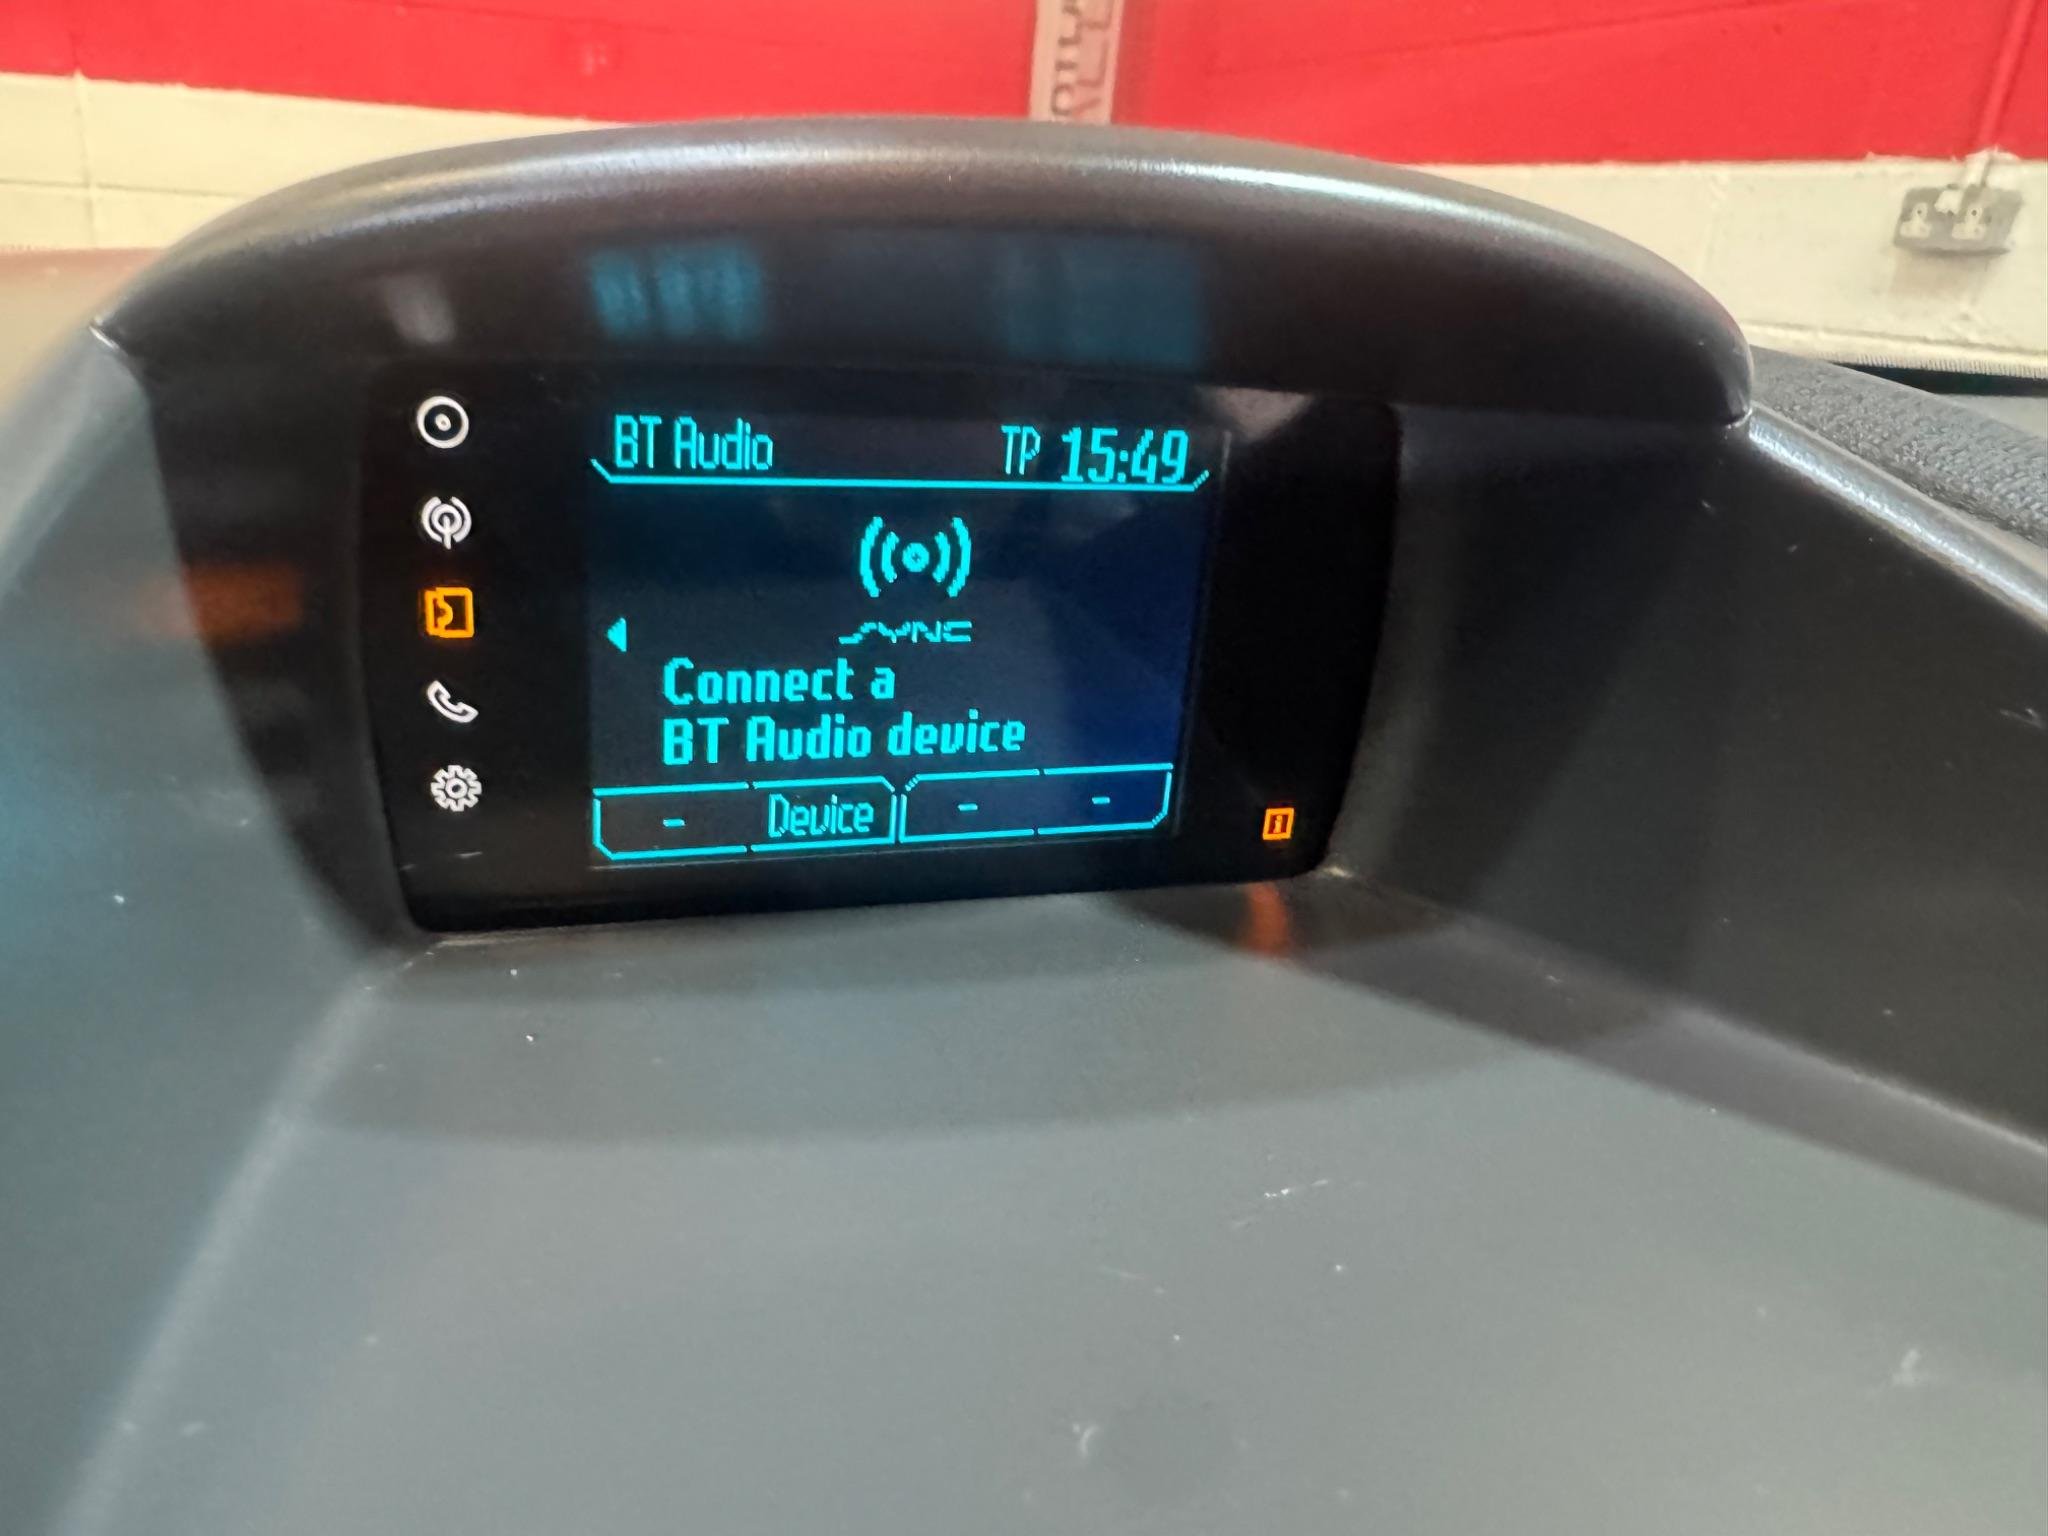 BT Audio TP 15:49
SYNC
Connect a
BT Audio device
- Device - -
i